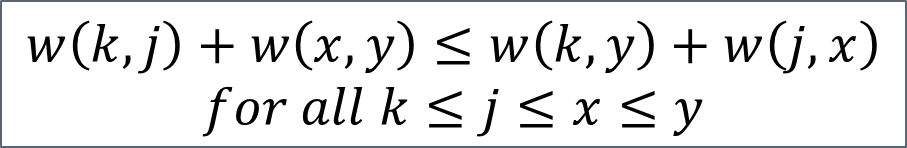 w(k, j) + w(x, y) ≤ w(k, y) + w(j, x)
for all k ≤ j ≤ x ≤ y